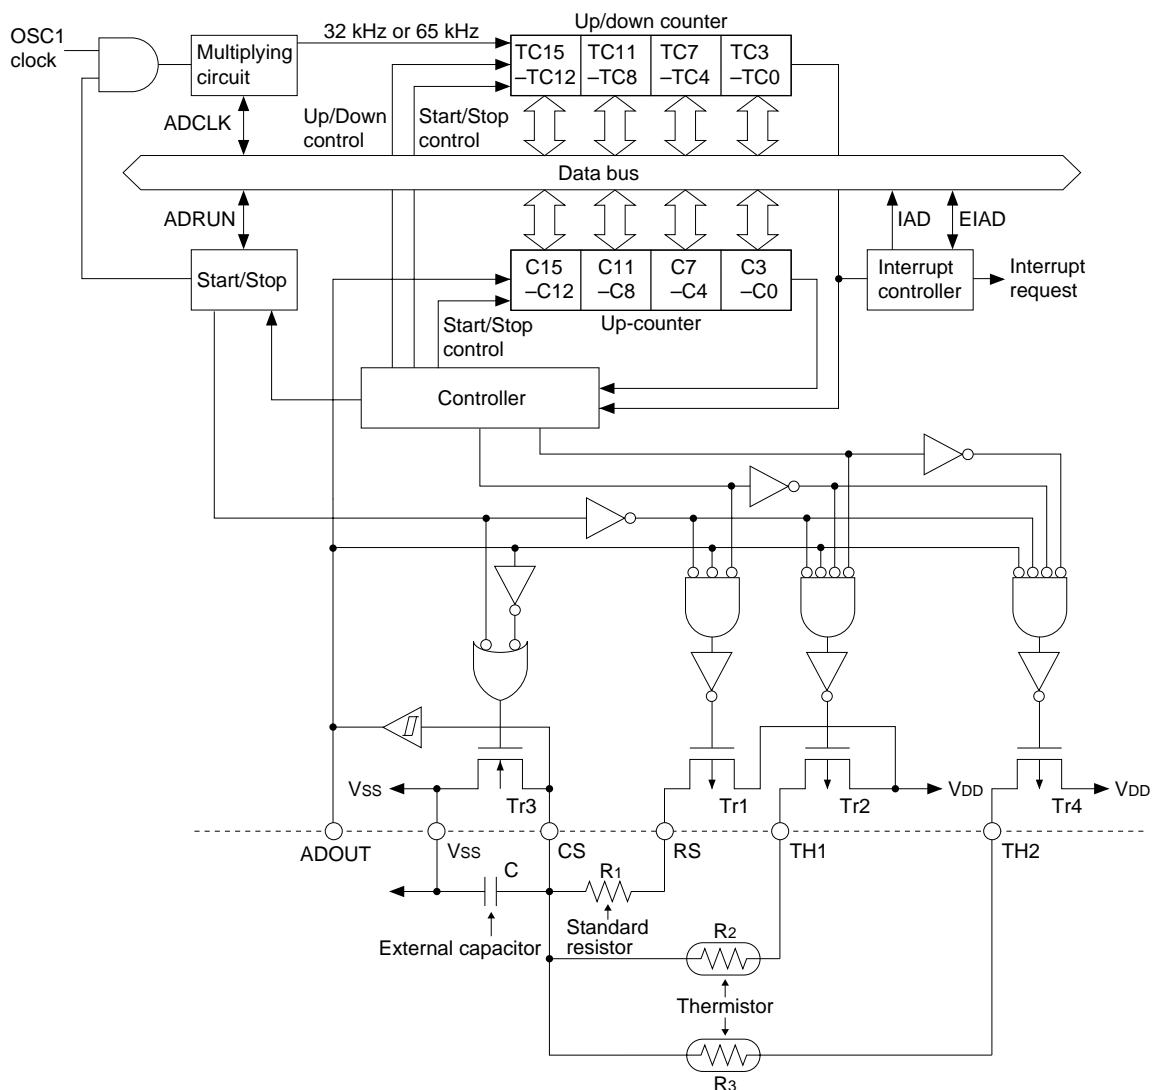 Up/down counter
OSC1
clock
Multiplying
circuit
32 kHz or 65 kHz
TC15
–TC12
TC11
–TC8
TC7
–TC4
TC3
–TC0
ADCLK
Up/Down
control
Start/Stop
control
Data bus
ADRUN
IAD
EIAD
Start/Stop
C15
–C12
C11
–C8
C7
–C4
C3
–C0
Interrupt
controller
Interrupt
request
Start/Stop
control
Up-counter
Controller
VSS
Tr3
Tr1
Tr2
VDD
Tr4
VDD
ADOUT
VSS
CS
RS
TH1
TH2
C
R1
External capacitor
Standard
resistor
R2
Thermistor
R3